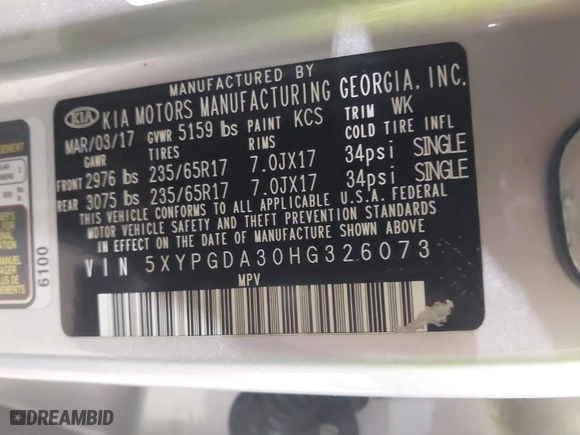 MANUFACTURED BY
KIA KIA MOTORS MANUFACTURING GEORGIA, INC.
MAR/03/17 GVWR 5159 lbs PAINT KCS TRIM WK
GAWR TIRES RIMS COLD TIRE INFL
FRONT 2976 lbs 235/65R17 7.0JX17 34psi SINGLE
REAR 3075 lbs 235/65R17 7.0JX17 34psi SINGLE
THIS VEHICLE CONFORMS TO ALL APPLICABLE U.S.A. FEDERAL
MOTOR VEHICLE SAFETY AND THEFT PREVENTION STANDARDS
IN EFFECT ON THE DATE OF MANUFACTURE SHOWN ABOVE.
VIN 5XYPGDA30HG326073
MPV
6100
DREAMBID